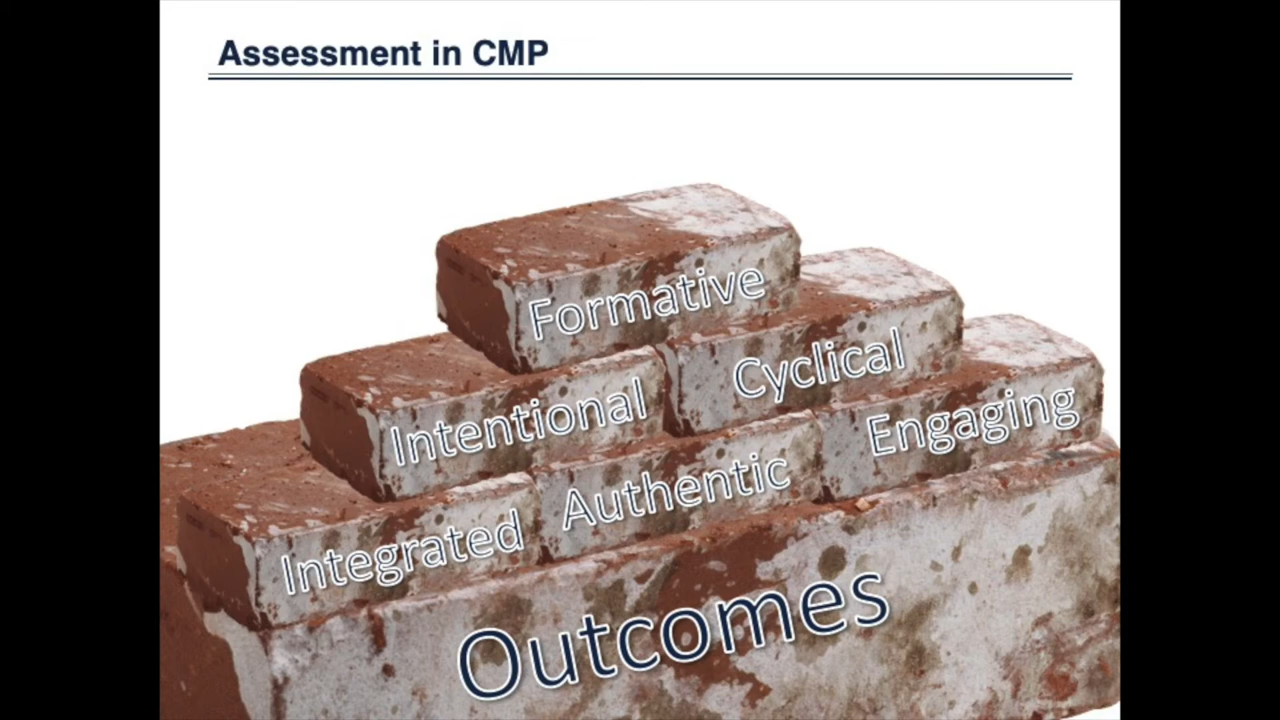 Assessment in CMP
Formative
Intentional Cyclical
Integrated Authentic Engaging
Outcomes